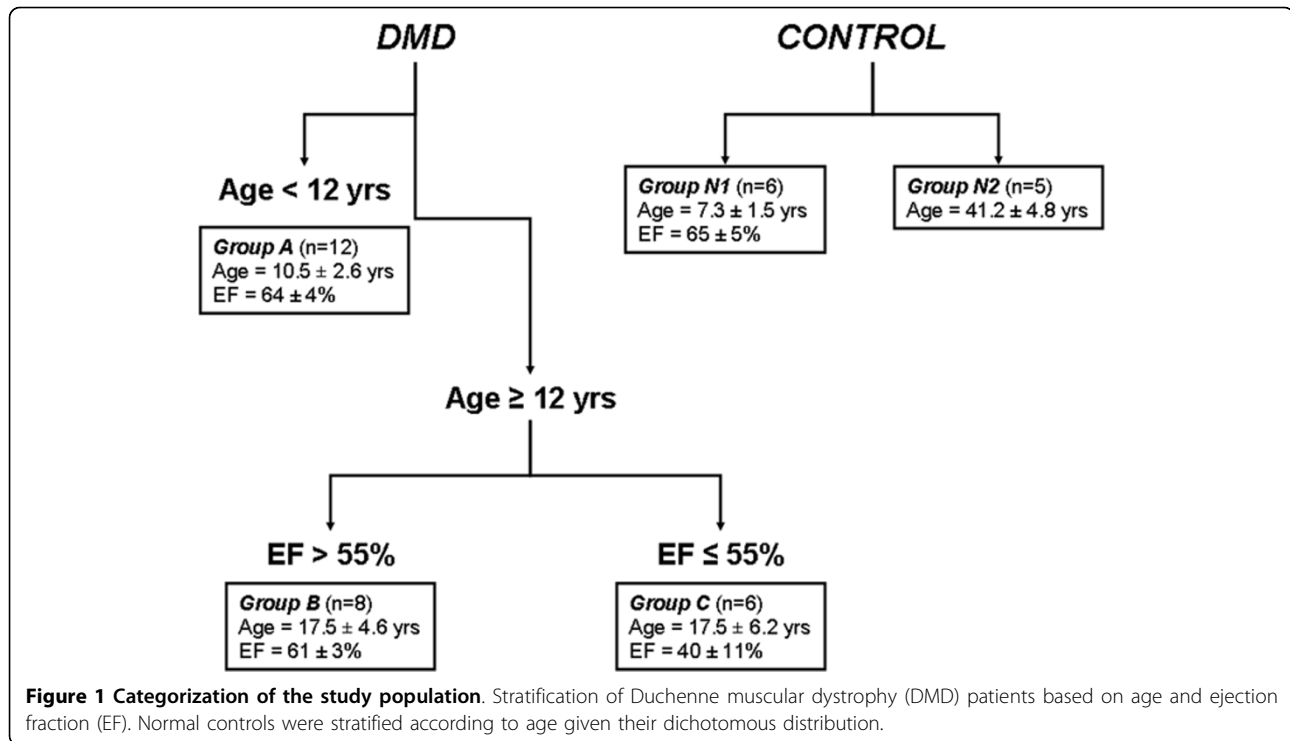 DMD
CONTROL
Age < 12 yrs
Group A (n=12)
Age = 10.5 ± 2.6 yrs
EF = 64 ± 4%
Group N1 (n=6)
Age = 7.3 ± 1.5 yrs
EF = 65 ± 5%
Group N2 (n=5)
Age = 41.2 ± 4.8 yrs
Age ≥ 12 yrs
EF > 55%
Group B (n=8)
Age = 17.5 ± 4.6 yrs
EF = 61 ± 3%
EF ≤ 55%
Group C (n=6)
Age = 17.5 ± 6.2 yrs
EF = 40 ± 11%
Figure 1 Categorization of the study population. Stratification of Duchenne muscular dystrophy (DMD) patients based on age and ejection
fraction (EF). Normal controls were stratified according to age given their dichotomous distribution.